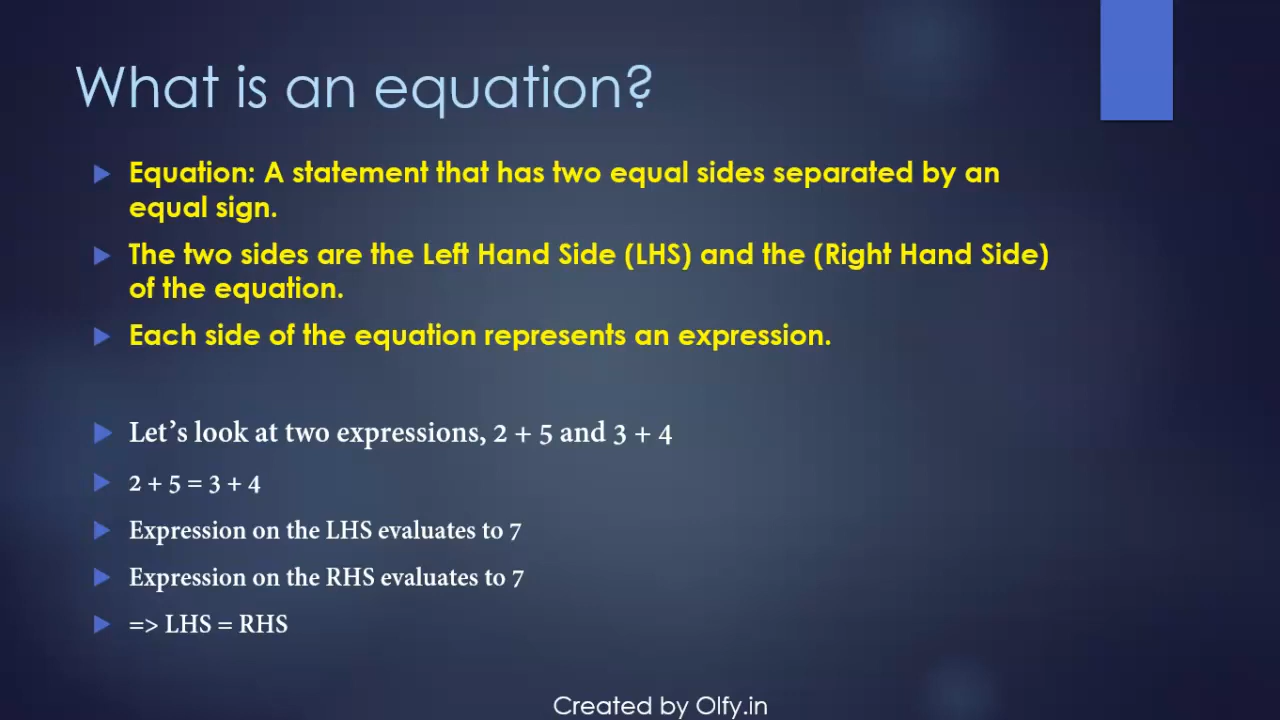 What is an equation?
Equation: A statement that has two equal sides separated by an
equal sign.
The two sides are the Left Hand Side (LHS) and the (Right Hand Side)
of the equation.
Each side of the equation represents an expression.
Let’s look at two expressions, 2 + 5 and 3 + 4
2 + 5 = 3 + 4
Expression on the LHS evaluates to 7
Expression on the RHS evaluates to 7
=> LHS = RHS
Created by Olfy.in